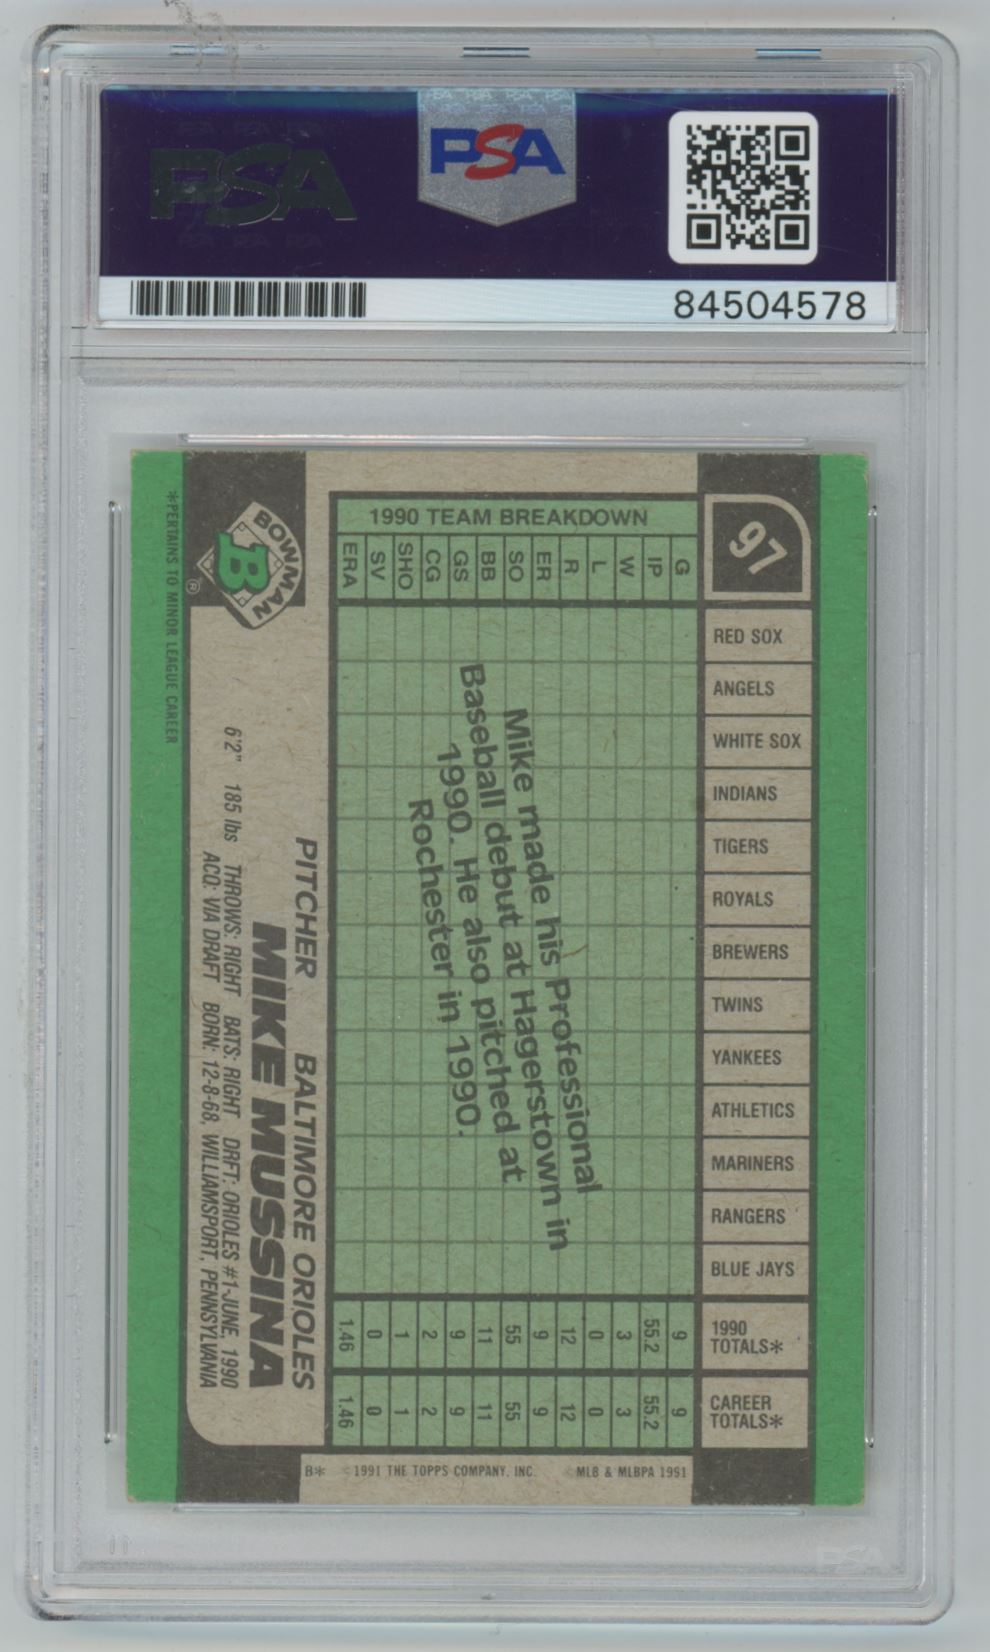 PSA
PSA
84504578
97
RED SOX
ANGELS
WHITE SOX
INDIANS
TIGERS
ROYALS
BREWERS
TWINS
YANKEES
ATHLETICS
MARINERS
RANGERS
BLUE JAYS
1990
TOTALS*
CAREER
TOTALS*
1990 TEAM BREAKDOWN
G IP W L R ER SO BB GS CG SHO SV ERA
Mike made his Professional
Baseball debut at Hagerstown in
1990. He also pitched at
Rochester in 1990.
9 55.2 3 0 12 9 55 11 9 2 1 0 1.46
9 55.2 3 0 12 9 55 11 9 2 1 0 1.46
BOWMAN
B
®
PITCHER BALTIMORE ORIOLES
MIKE MUSSINA
6'2" 185 lbs THROWS: RIGHT BATS: RIGHT DRFT: ORIOLES #1-JUNE, 1990
ACQ: VIA DRAFT BORN: 12-8-68, WILLIAMSPORT, PENNSYLVANIA
*PERTAINS TO MINOR LEAGUE CAREER
B* ©1991 THE TOPPS COMPANY, INC. ©MLB & MLBPA 1991
PSA